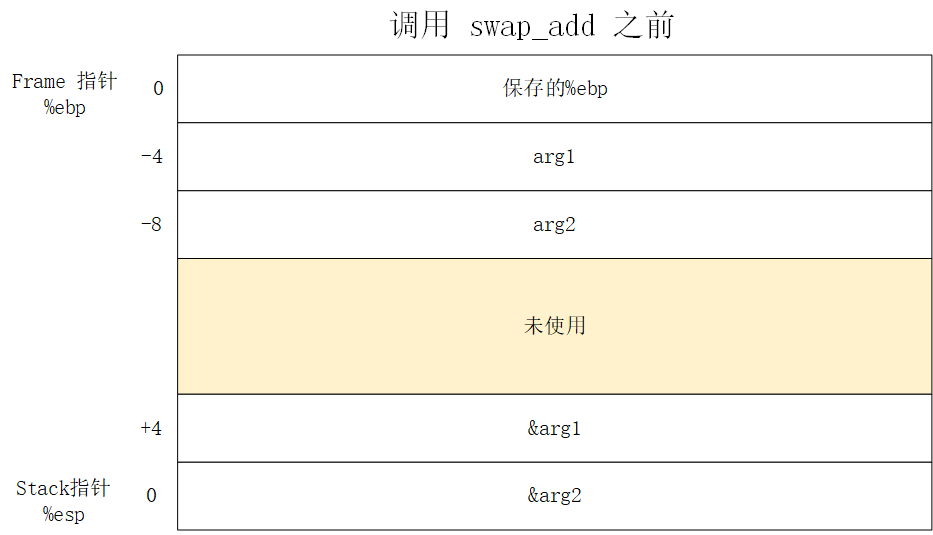 调用 swap_add 之前
Frame 指针
%ebp
0
保存的%ebp
-4
arg1
-8
arg2
未使用
+4
&arg1
Stack指针
%esp
0
&arg2